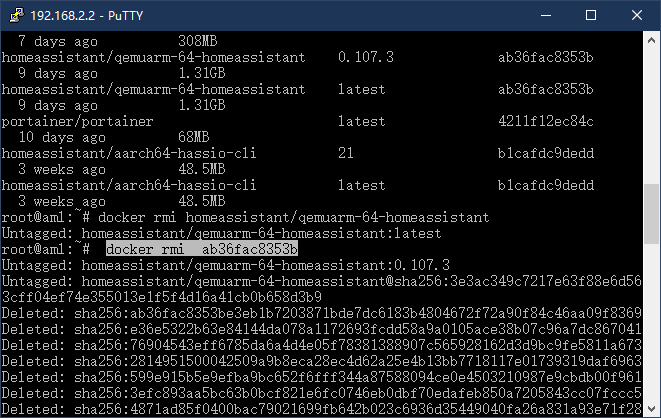 192.168.2.2 - PuTTY
7 days ago 308MB
homeassistant/qemuarm-64-homeassistant 0.107.3 ab36fac8353b
9 days ago 1.31GB
homeassistant/qemuarm-64-homeassistant latest ab36fac8353b
9 days ago 1.31GB
portainer/portainer latest 4211f12ec84c
10 days ago 68MB
homeassistant/aarch64-hassio-cli 21 b1cafdc9dedd
3 weeks ago 48.5MB
homeassistant/aarch64-hassio-cli latest b1cafdc9dedd
3 weeks ago 48.5MB
root@aml:~# docker rmi homeassistant/qemuarm-64-homeassistant
Untagged: homeassistant/qemuarm-64-homeassistant:latest
root@aml:~# docker rmi ab36fac8353b
Untagged: homeassistant/qemuarm-64-homeassistant:0.107.3
Untagged: homeassistant/qemuarm-64-homeassistant@sha256:3e3ac349c7217e63f88e6d56
3cff04ef74e355013e1f5f4d16a41cb0b658d3b9
Deleted: sha256:ab36fac8353be3eb1b7203871bde7dc6183b4804672f72a90f84c46aa09f8369
Deleted: sha256:e36e5322b63e84144da078a1172693fcdd58a9a0105ace38b07c96a7dc867041
Deleted: sha256:76904543eff6785da6a4d4e05f78381388907c565928162d3d9bc9fe5811a673
Deleted: sha256:2814951500042509a9b8eca28ec4d62a25e4b13bb7718117e01739319daf6963
Deleted: sha256:599e915b5e9efba9bc652f6fff344a87588094ce0e4503210987e9cbdb00f961
Deleted: sha256:3efc893aa5bc63b0bcf821e6fc0746eb0dbf70edafeb850a7205843cc07fccc5
Deleted: sha256:4871ad85f0400bac79021699fb642b023c6936d35449040fa26a831a93e71f28